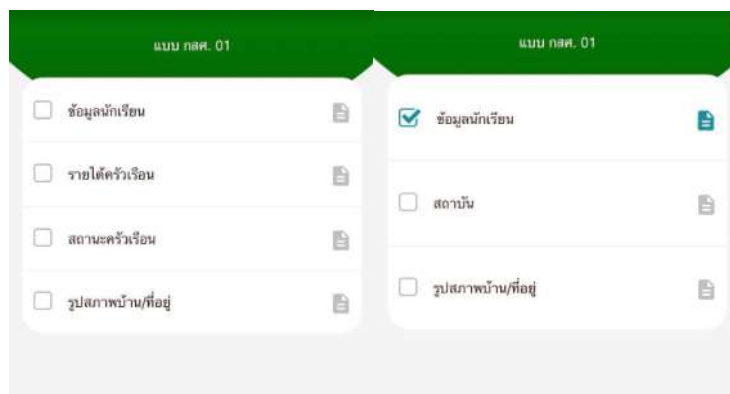 แบบ กสศ. 01
ข้อมูลนักเรียน
รายได้ครัวเรือน
สถานะครัวเรือน
รูปสภาพบ้าน/ที่อยู่
แบบ กสศ. 01
ข้อมูลนักเรียน
สถาบัน
รูปสภาพบ้าน/ที่อยู่